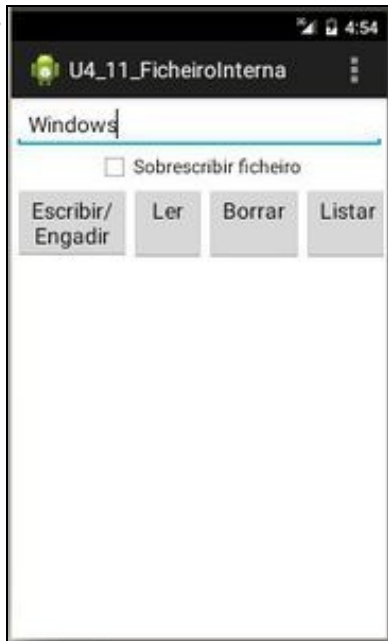 4:54
U4_11_FicheiroInterna
Windows
Sobrescribir ficheiro
Escribir/ Ler Borrar Listar
Engadir